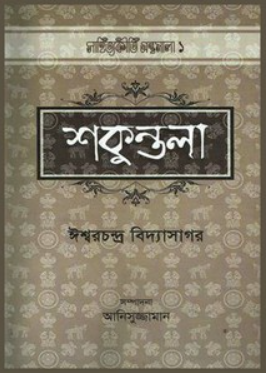 সাহিত্যকীর্তি গ্রন্থমালা ১
শকুন্তলা
ঈশ্বরচন্দ্র বিদ্যাসাগর
সম্পাদনা
আনিসুজ্জামান